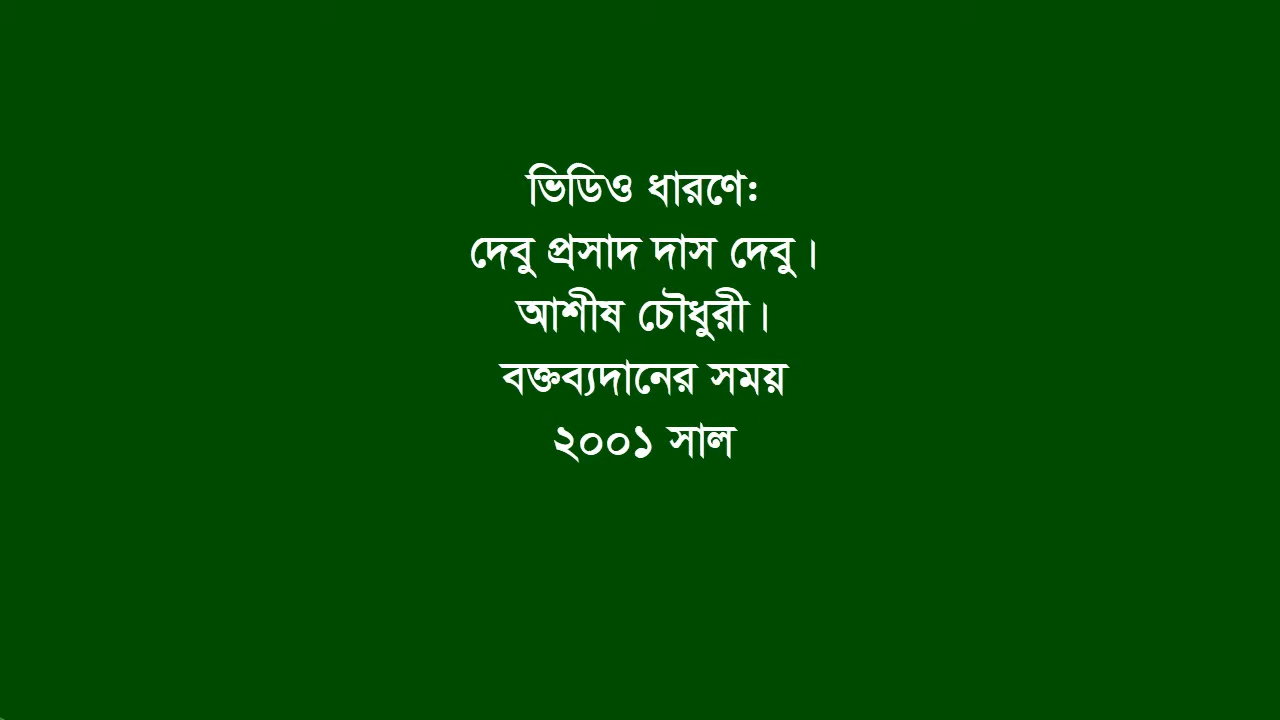 ভিডিও ধারণে:
দেবু প্রসাদ দাস দেবু।
আশীষ চৌধুরী।
বক্তব্যদানের সময়
২০০১ সাল